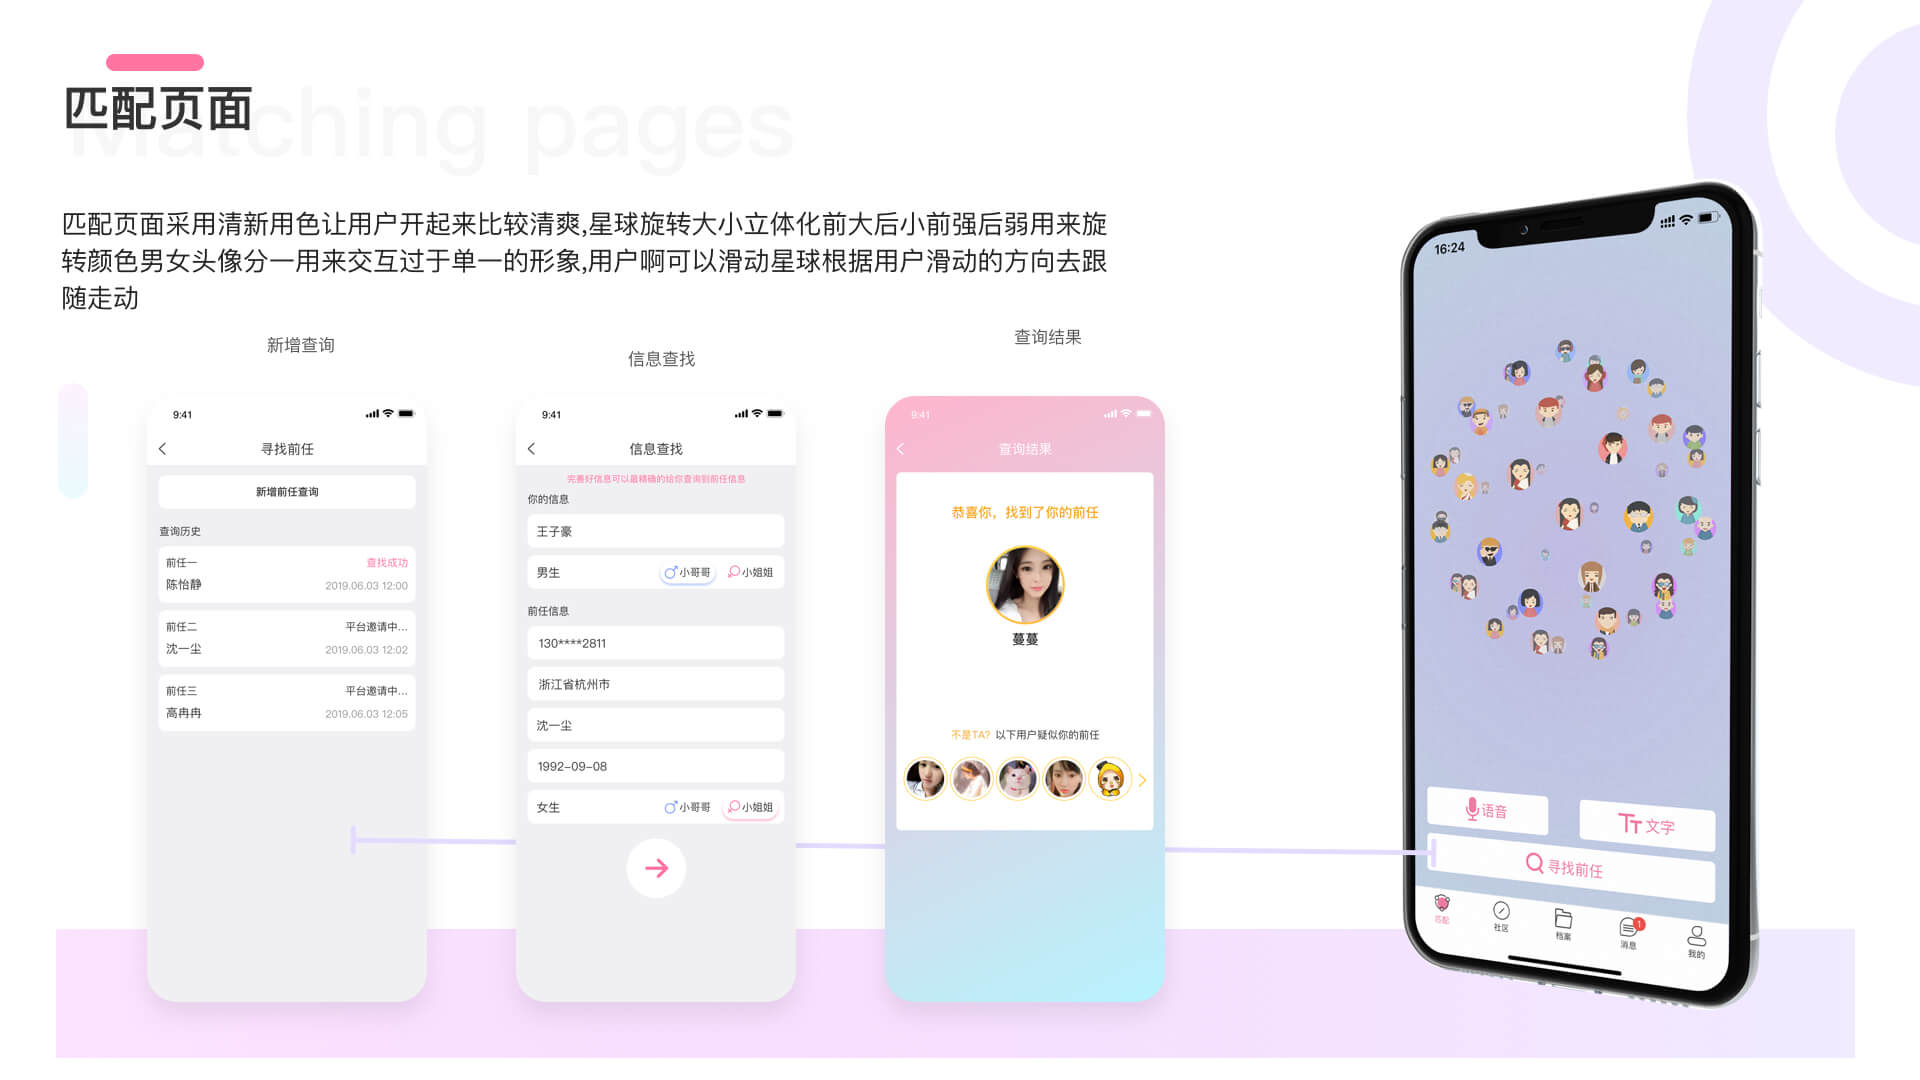 匹配页面
Matching pages
匹配页面采用清新用色让用户开起来比较清爽,星球旋转大小立体化前大后小前强后弱用来旋
转颜色男女头像分一用来交互过于单一的形象,用户啊可以滑动星球根据用户滑动的方向去跟
随走动
新增查询
9:41
寻找前任
新增前任查询
查询历史
前任一 查找成功
陈怡静 2019.06.03 12:00
前任二 平台邀请中...
沈一尘 2019.06.03 12:02
前任三 平台邀请中...
高冉冉 2019.06.03 12:05
信息查找
9:41
信息查找
完善好信息可以最精确的给你查询到前任信息
你的信息
王子豪
男生 小哥哥 小姐姐
前任信息
130****2811
浙江省杭州市
沈一尘
1992-09-08
女生 小哥哥 小姐姐
查询结果
9:41
查询结果
恭喜你，找到了你的前任
蔓蔓
不是TA? 以下用户疑似你的前任
16:24
语音 文字
寻找前任
匹配 社区 档案 消息 1 我的